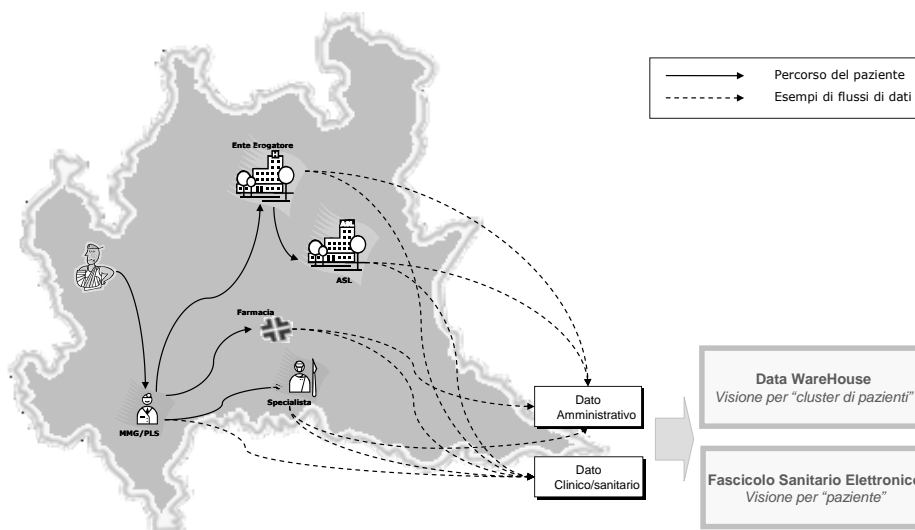 Percorso del paziente
Esempi di flussi di dati
Ente Erogatore
ASL
Farmacia
Specialista
MMG/PLS
Dato
Amministrativo
Dato
Clinico/sanitario
Data WareHouse
Visione per “cluster di pazienti”
Fascicolo Sanitario Elettronico
Visione per “paziente”